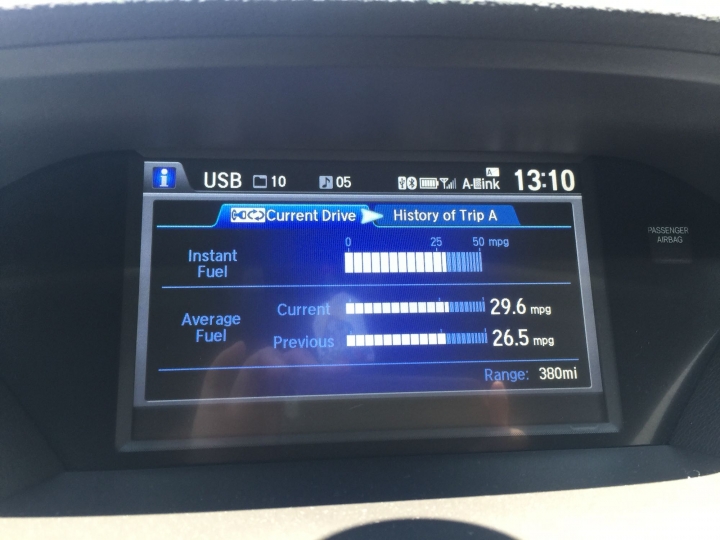 i USB 10 05 A-Link A 13:10
Current Drive History of Trip A
0 25 50 mpg
Instant
Fuel
Average
Fuel
Current 29.6 mpg
Previous 26.5 mpg
Range: 380mi
PASSENGER
AIRBAG